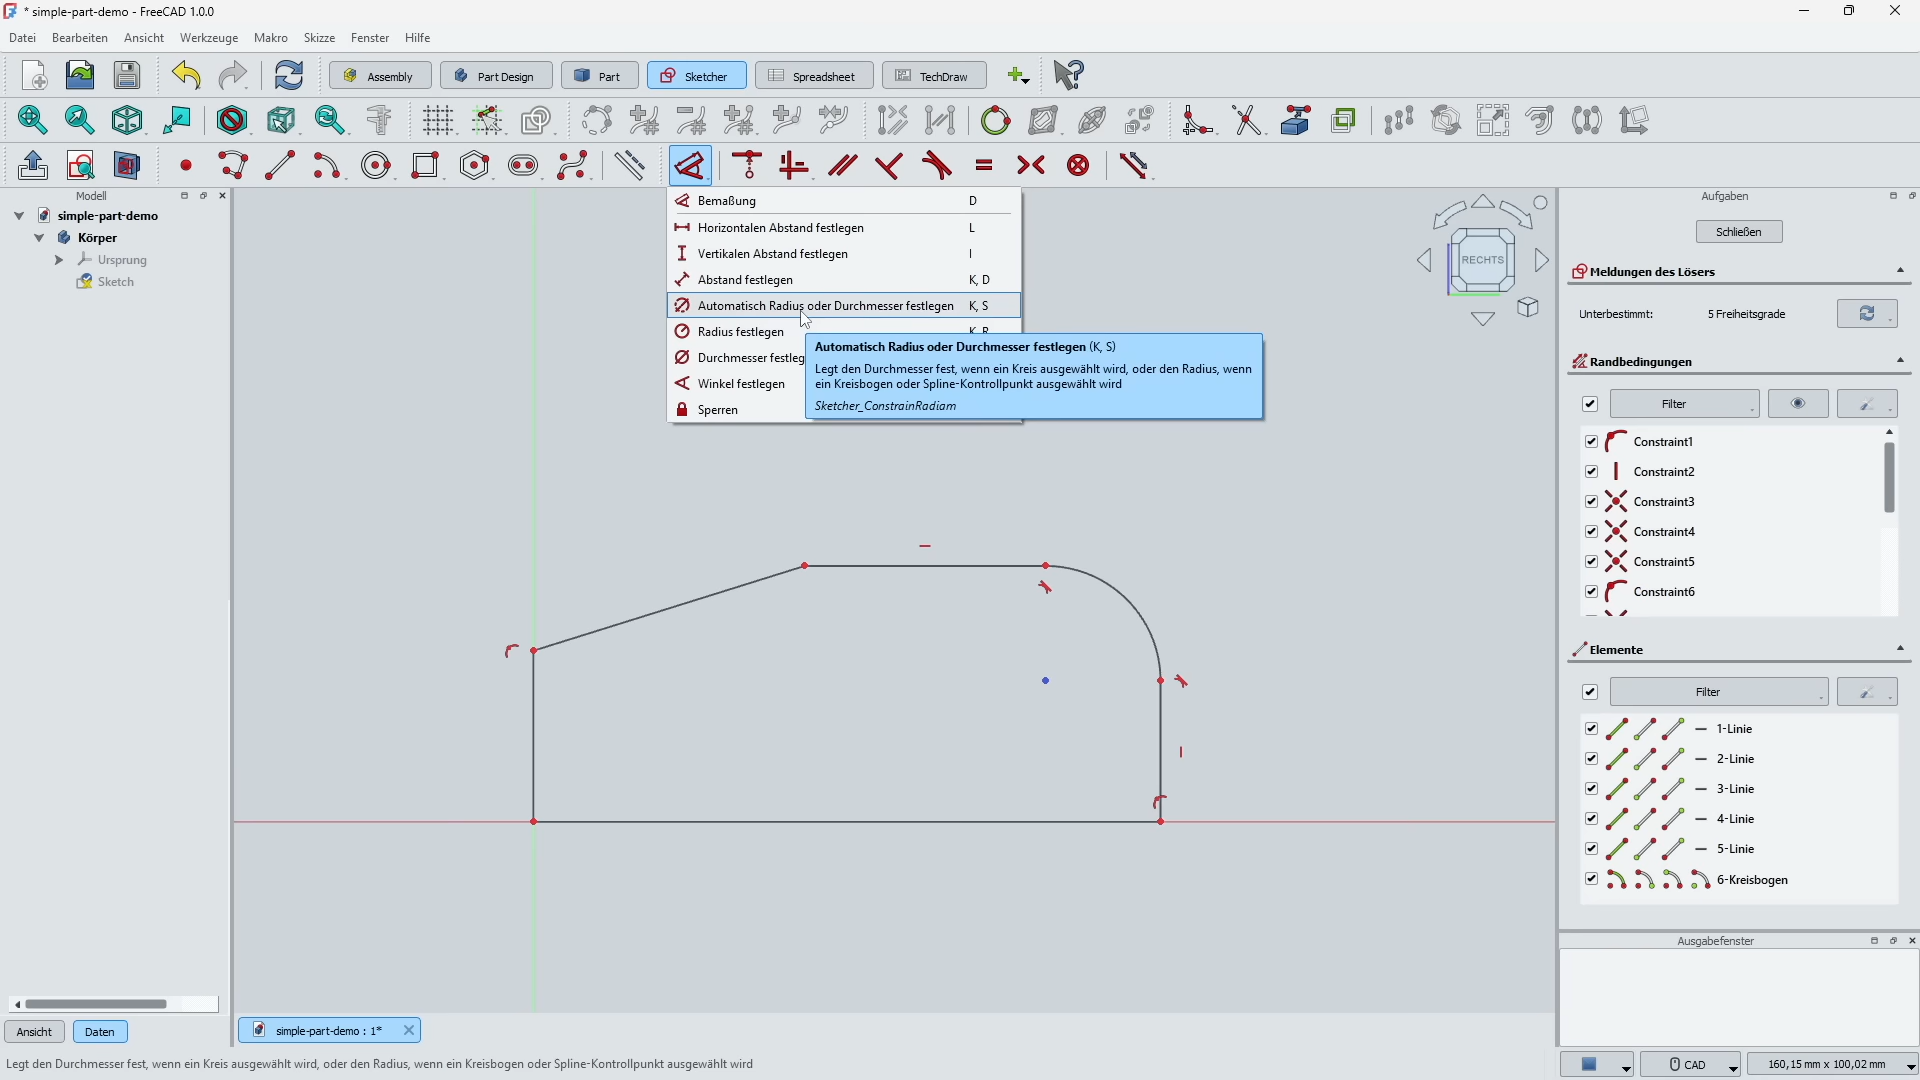 * simple-part-demo - FreeCAD 1.0.0
Datei Bearbeiten Ansicht Werkzeuge Makro Skizze Fenster Hilfe
Assembly Part Design Part Sketcher Spreadsheet TechDraw
Modell
simple-part-demo
Körper
Ursprung
Sketch
Bemaßung D
Horizontalen Abstand festlegen L
Vertikalen Abstand festlegen I
Abstand festlegen K, D
Automatisch Radius oder Durchmesser festlegen K, S
Radius festlegen K, R
Durchmesser festleg
Winkel festlegen
Sperren
Automatisch Radius oder Durchmesser festlegen (K, S)
Legt den Durchmesser fest, wenn ein Kreis ausgewählt wird, oder den Radius, wenn
ein Kreisbogen oder Spline-Kontrollpunkt ausgewählt wird
Sketcher_ConstrainRadiam
RECHTS
Aufgaben
Schließen
Meldungen des Lösers
Unterbestimmt: 5 Freiheitsgrade
Randbedingungen
Filter
Constraint1
Constraint2
Constraint3
Constraint4
Constraint5
Constraint6
Elemente
Filter
1-Linie
2-Linie
3-Linie
4-Linie
5-Linie
6-Kreisbogen
Ausgabefenster
Ansicht Daten
simple-part-demo : 1*
Legt den Durchmesser fest, wenn ein Kreis ausgewählt wird, oder den Radius, wenn ein Kreisbogen oder Spline-Kontrollpunkt ausgewählt wird
CAD
160,15 mm x 100,02 mm